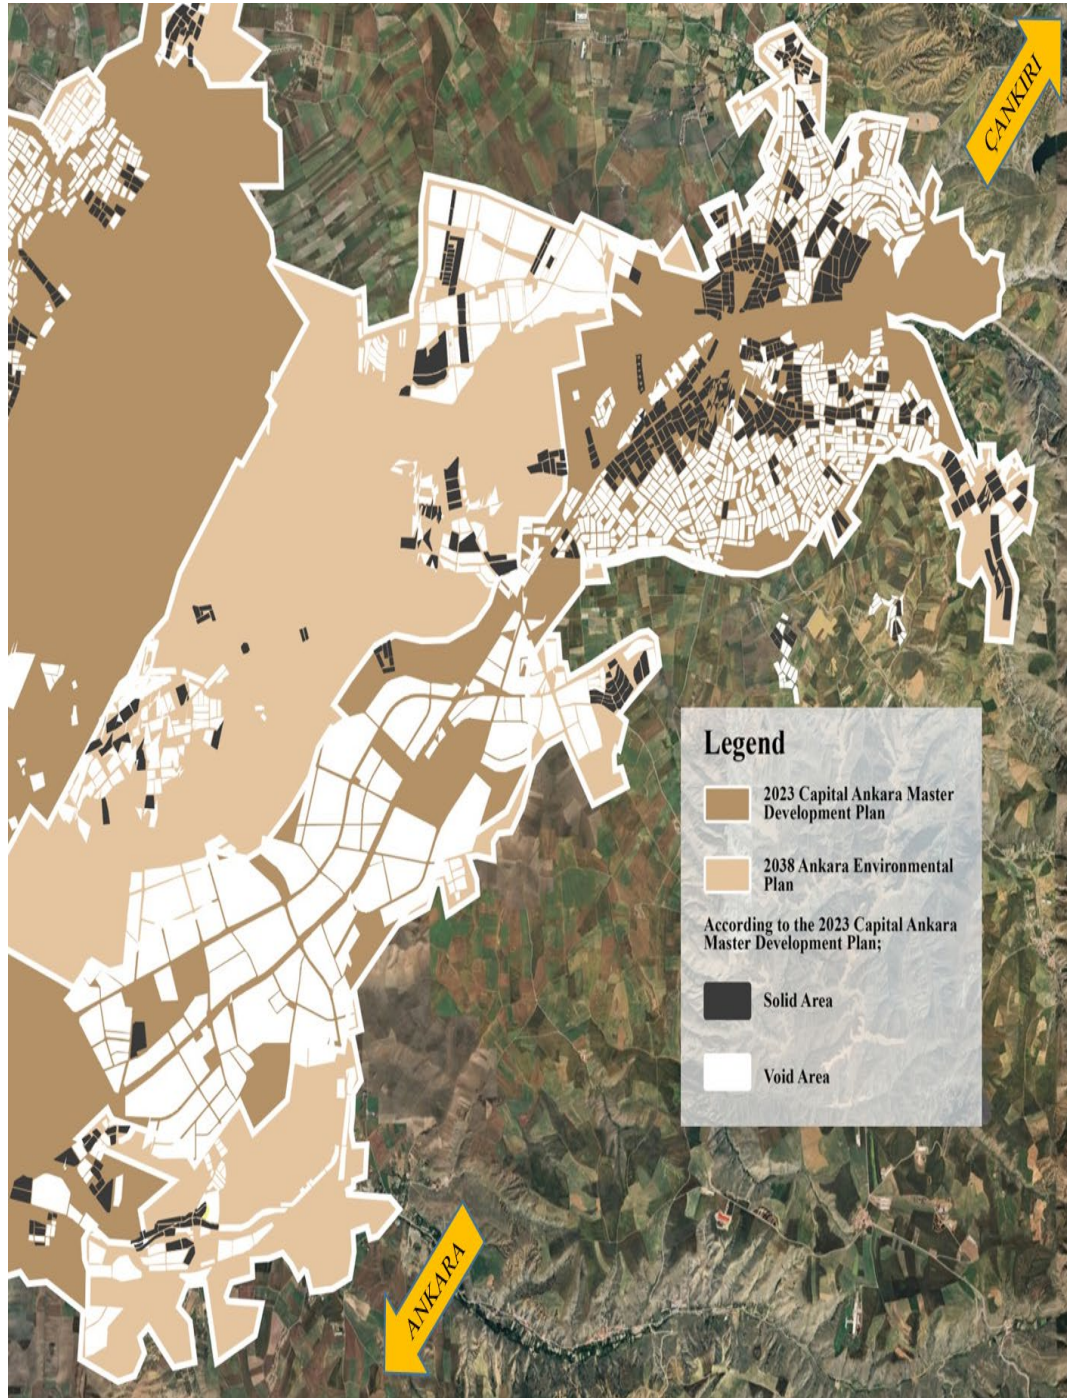 ÇANKIRI
Legend
2023 Capital Ankara Master
Development Plan
2038 Ankara Environmental
Plan
According to the 2023 Capital Ankara
Master Development Plan;
Solid Area
Void Area
ANKARA